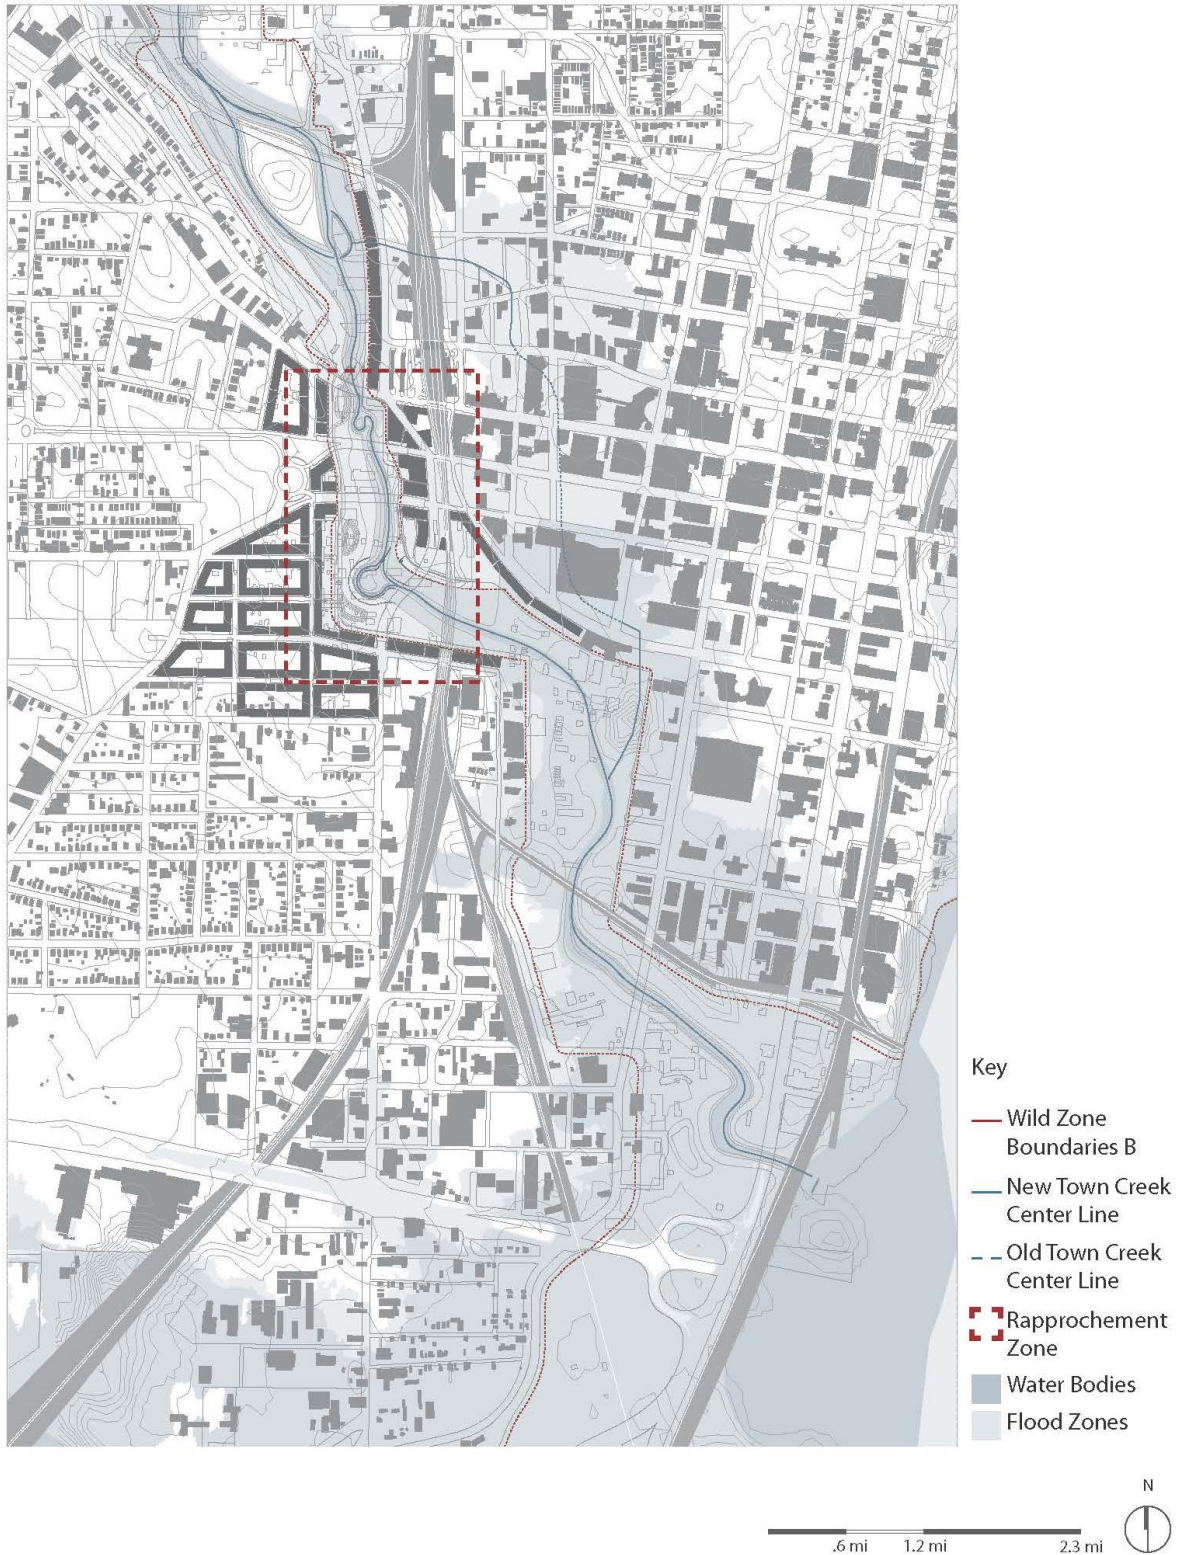 Key
Wild Zone
Boundaries B
New Town Creek
Center Line
Old Town Creek
Center Line
Rapprochement
Zone
Water Bodies
Flood Zones
N
.6 mi 1.2 mi 2.3 mi